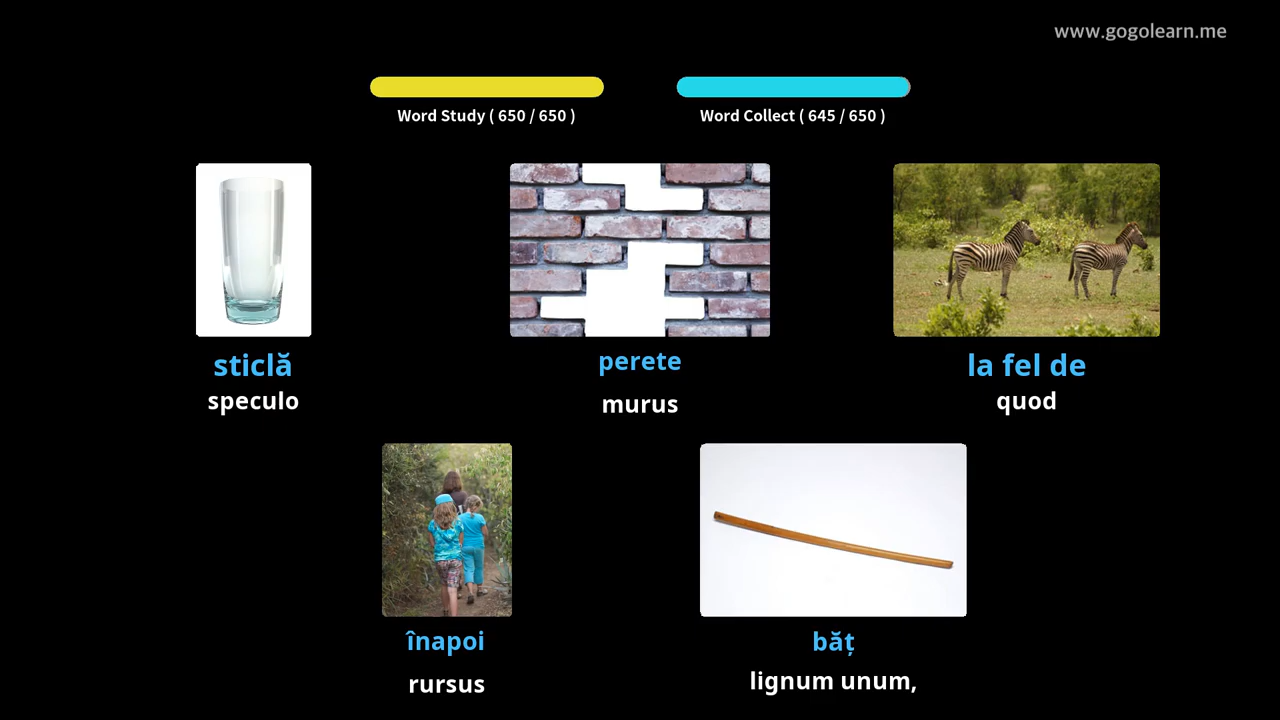 www.gogolearn.me
Word Study ( 650 / 650 )
Word Collect ( 645 / 650 )
sticlă
speculo
perete
murus
la fel de
quod
înapoi
rursus
băț
lignum unum,